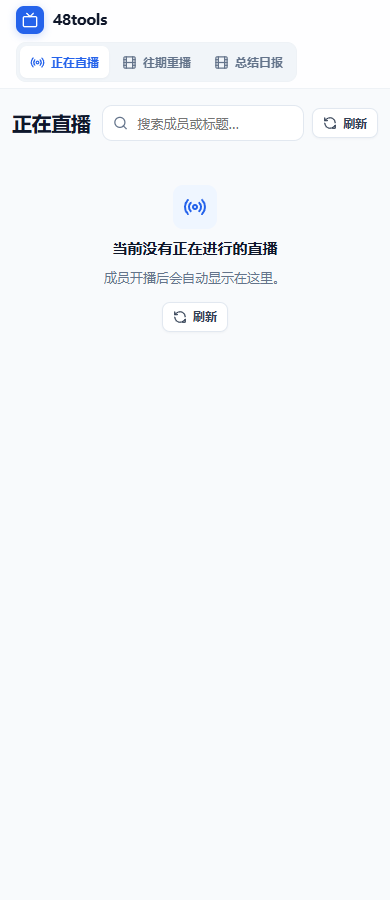 48tools
正在直播 往期重播 总结日报
正在直播 搜索成员或标题... 刷新
当前没有正在进行的直播
成员开播后会自动显示在这里。
刷新